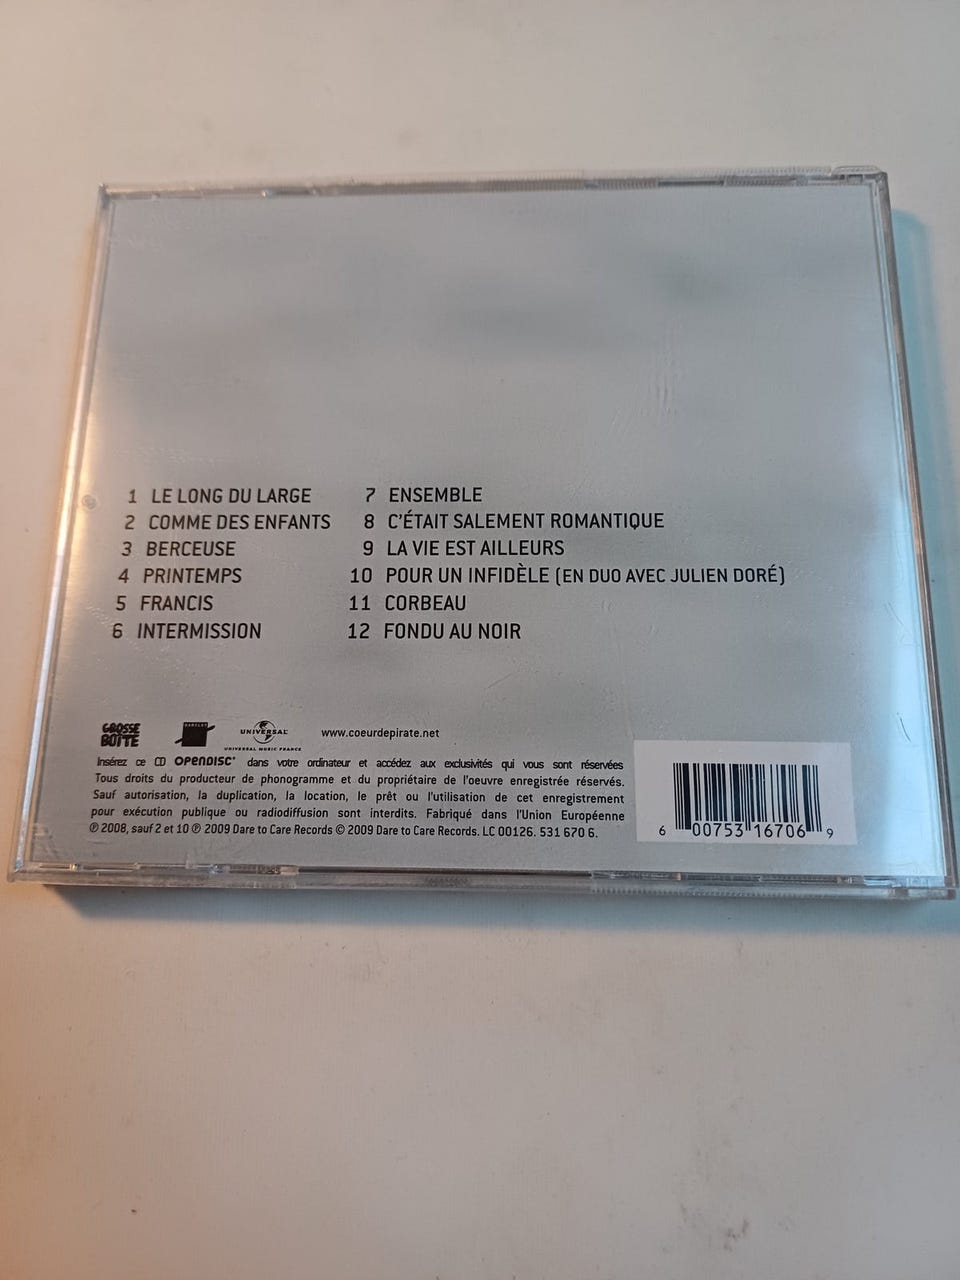 1 LE LONG DU LARGE
2 COMME DES ENFANTS
3 BERCEUSE
4 PRINTEMPS
5 FRANCIS
6 INTERMISSION
7 ENSEMBLE
8 C'ÉTAIT SALEMENT ROMANTIQUE
9 LA VIE EST AILLEURS
10 POUR UN INFIDÈLE (EN DUO AVEC JULIEN DORÉ)
11 CORBEAU
12 FONDU AU NOIR
GROSSE
BOÎTE
BARCLAY
UNIVERSAL
UNIVERSAL MUSIC FRANCE
www.coeurdepirate.net
Insérez ce CD OPENDISC* dans votre ordinateur et accédez aux exclusivités qui vous sont réservées
Tous droits du producteur de phonogramme et du propriétaire de l'oeuvre enregistrée réservés.
Sauf autorisation, la duplication, la location, le prêt ou l'utilisation de cet enregistrement
pour exécution publique ou radiodiffusion sont interdits. Fabriqué dans l'Union Européenne
℗ 2008, sauf 2 et 10 ℗ 2009 Dare to Care Records © 2009 Dare to Care Records. LC 00126. 531 670 6.
6 00753 16706 9